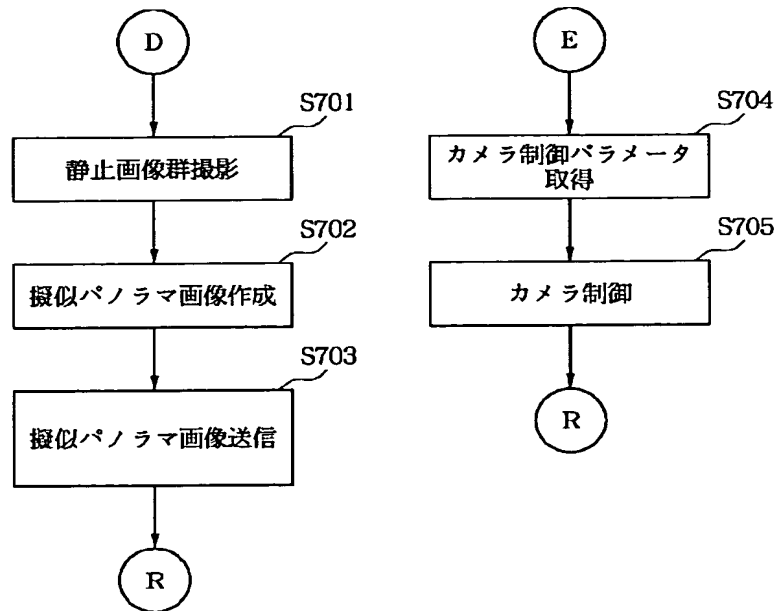 D
S701
静止画像群撮影
S702
擬似パノラマ画像作成
S703
擬似パノラマ画像送信
R
E
S704
カメラ制御パラメータ
取得
S705
カメラ制御
R